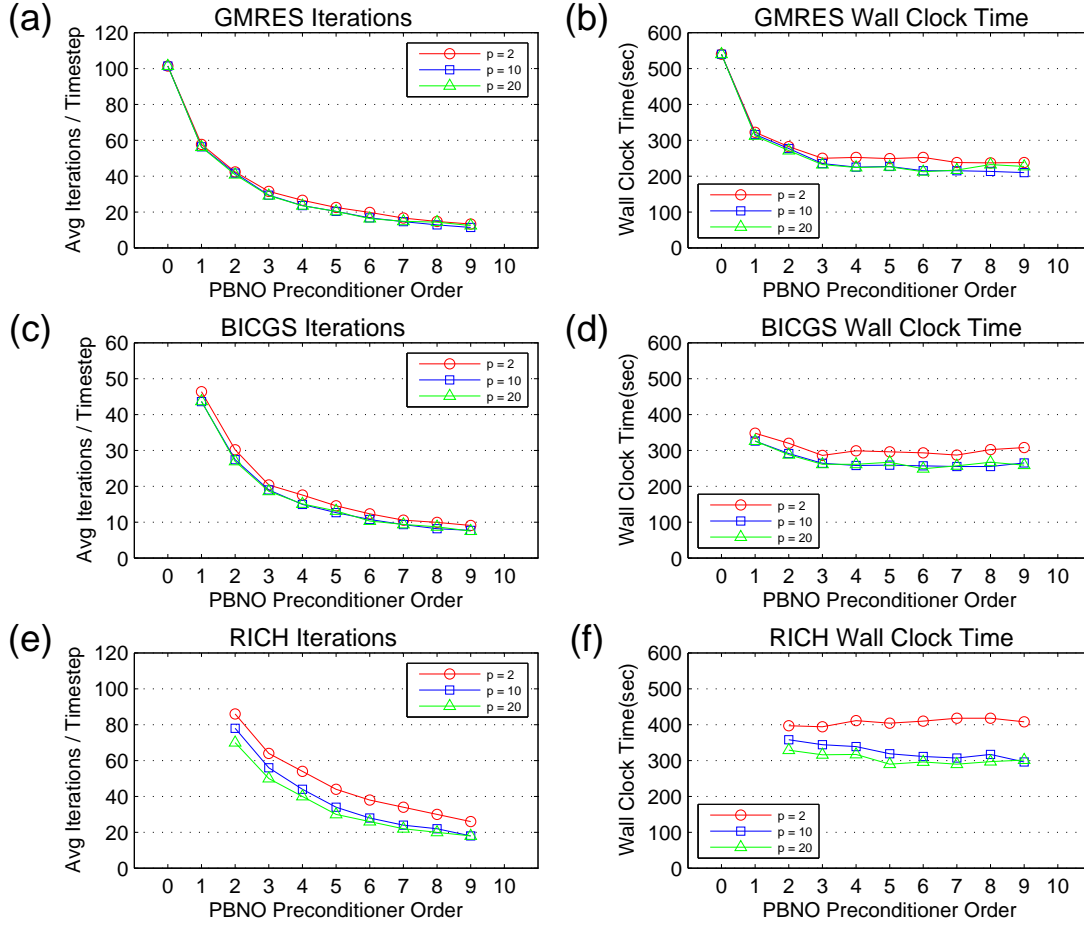 (a)
GMRES Iterations
Avg Iterations / Timestep
120
100
80
60
40
20
0
p = 2
p = 10
p = 20
0 1 2 3 4 5 6 7 8 9 10
PBNO Preconditioner Order
(b)
GMRES Wall Clock Time
Wall Clock Time(sec)
600
500
400
300
200
100
0
p = 2
p = 10
p = 20
0 1 2 3 4 5 6 7 8 9 10
PBNO Preconditioner Order
(c)
BICGS Iterations
Avg Iterations / Timestep
60
50
40
30
20
10
0
p = 2
p = 10
p = 20
0 1 2 3 4 5 6 7 8 9 10
PBNO Preconditioner Order
(d)
BICGS Wall Clock Time
Wall Clock Time(sec)
600
500
400
300
200
100
0
p = 2
p = 10
p = 20
0 1 2 3 4 5 6 7 8 9 10
PBNO Preconditioner Order
(e)
RICH Iterations
Avg Iterations / Timestep
120
100
80
60
40
20
0
p = 2
p = 10
p = 20
0 1 2 3 4 5 6 7 8 9 10
PBNO Preconditioner Order
(f)
RICH Wall Clock Time
Wall Clock Time(sec)
600
500
400
300
200
100
0
p = 2
p = 10
p = 20
0 1 2 3 4 5 6 7 8 9 10
PBNO Preconditioner Order